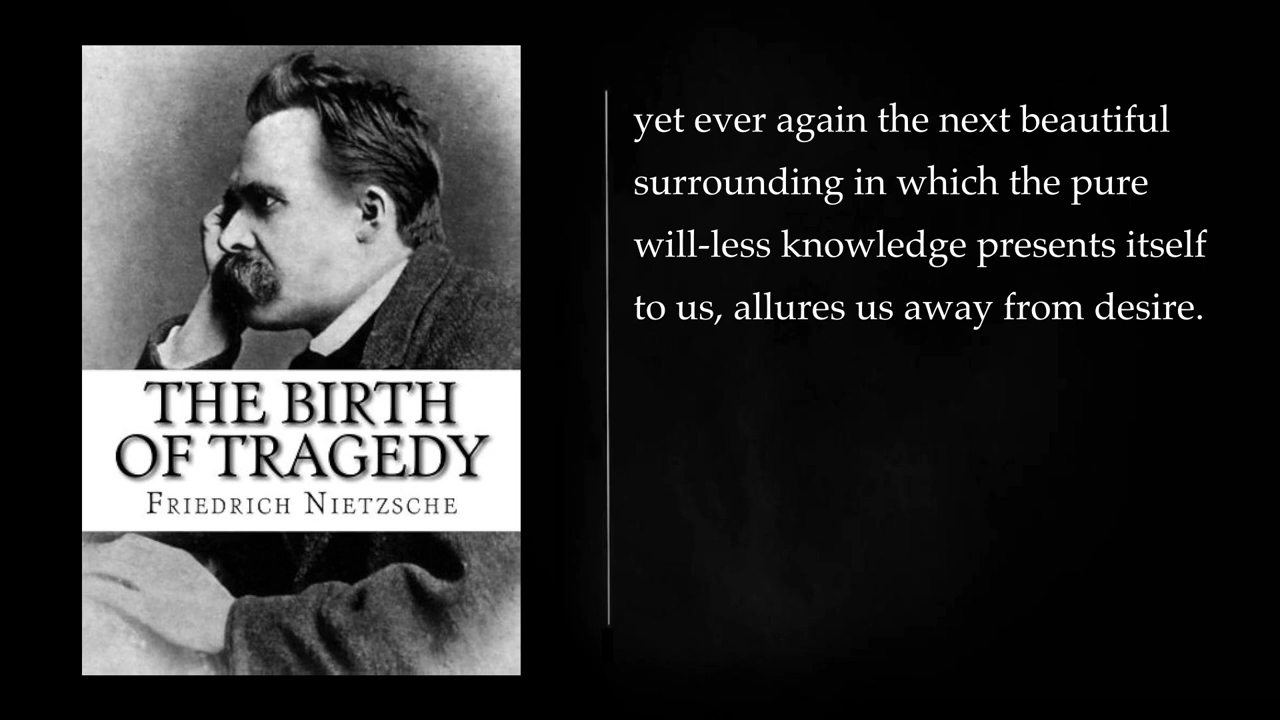 THE BIRTH
OF TRAGEDY
FRIEDRICH NIETZSCHE
yet ever again the next beautiful
surrounding in which the pure
will-less knowledge presents itself
to us, allures us away from desire.